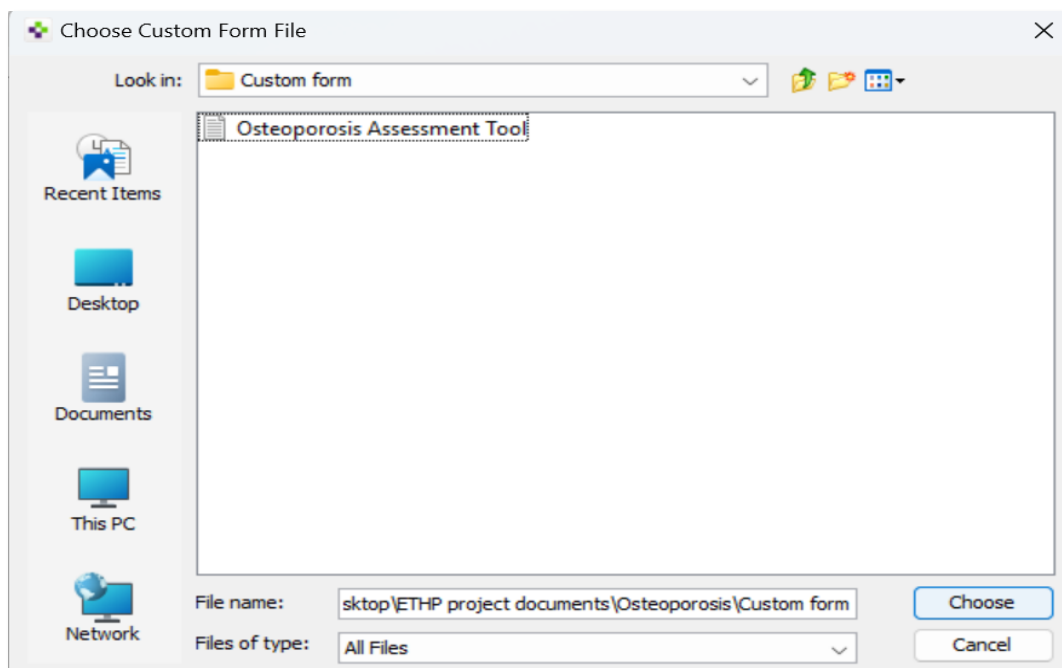 Choose Custom Form File
Look in: Custom form
Osteoporosis Assessment Tool
Recent Items
Desktop
Documents
This PC
Network
File name: sktop\ETHP project documents\Osteoporosis\Custom form Choose
Files of type: All Files Cancel